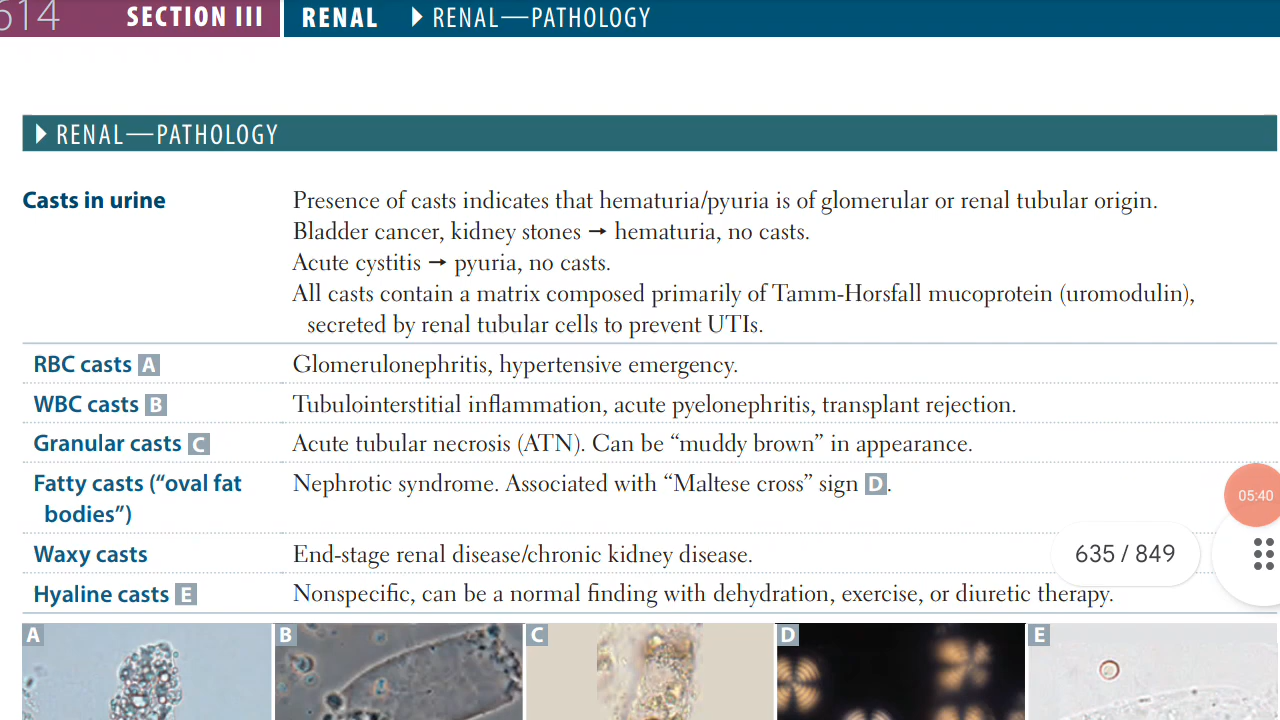 614 SECTION III RENAL ▶ RENAL—PATHOLOGY
▶ RENAL—PATHOLOGY
Casts in urine Presence of casts indicates that hematuria/pyuria is of glomerular or renal tubular origin.
Bladder cancer, kidney stones → hematuria, no casts.
Acute cystitis → pyuria, no casts.
All casts contain a matrix composed primarily of Tamm-Horsfall mucoprotein (uromodulin),
secreted by renal tubular cells to prevent UTIs.
RBC casts A Glomerulonephritis, hypertensive emergency.
WBC casts B Tubulointerstitial inflammation, acute pyelonephritis, transplant rejection.
Granular casts C Acute tubular necrosis (ATN). Can be “muddy brown” in appearance.
Fatty casts (“oval fat Nephrotic syndrome. Associated with “Maltese cross” sign D.
bodies”)
05:40
Waxy casts End-stage renal disease/chronic kidney disease.
635 / 849
Hyaline casts E Nonspecific, can be a normal finding with dehydration, exercise, or diuretic therapy.
A B C D E